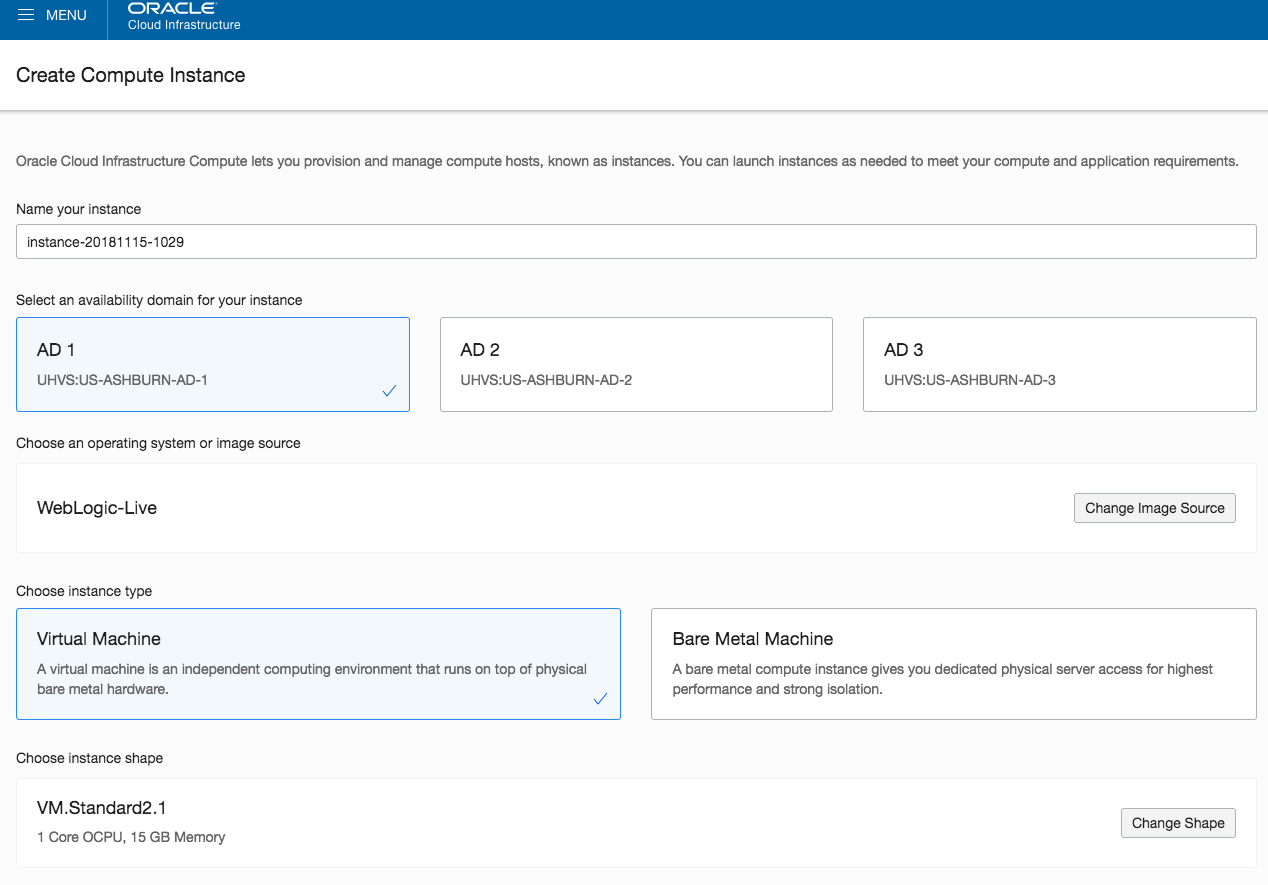 MENU
ORACLE
Cloud Infrastructure
Create Compute Instance
Oracle Cloud Infrastructure Compute lets you provision and manage compute hosts, known as instances. You can launch instances as needed to meet your compute and application requirements.
Name your instance
instance-20181115-1029
Select an availability domain for your instance
AD 1
UHVS:US-ASHBURN-AD-1
AD 2
UHVS:US-ASHBURN-AD-2
AD 3
UHVS:US-ASHBURN-AD-3
Choose an operating system or image source
WebLogic-Live
Change Image Source
Choose instance type
Virtual Machine
A virtual machine is an independent computing environment that runs on top of physical
bare metal hardware.
Bare Metal Machine
A bare metal compute instance gives you dedicated physical server access for highest
performance and strong isolation.
Choose instance shape
VM.Standard2.1
1 Core OCPU, 15 GB Memory
Change Shape